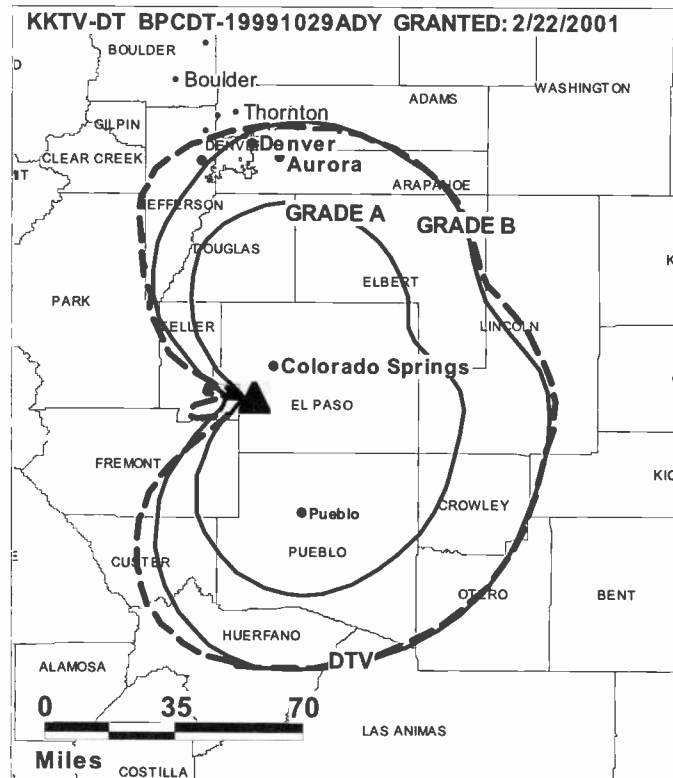 KKTV-DT BPCDT-19991029ADY GRANTED: 2/22/2001
BOULDER
Boulder
ADAMS
WASHINGTON
Thornton
GILPIN
DENVER
Denver
CLEAR CREEK
Aurora
ARAPAHOE
JEFFERSON
GRADE A
GRADE B
DOUGLAS
ELBERT
PARK
LINCOLN
Colorado Springs
EL PASO
FREMONT
KIO
CROWLEY
Pueblo
PUEBLO
CUSTER
OTERO
BENT
HUERFANO
DTV
ALAMOSA
0 35 70
LAS ANIMAS
Miles
COSTILLA